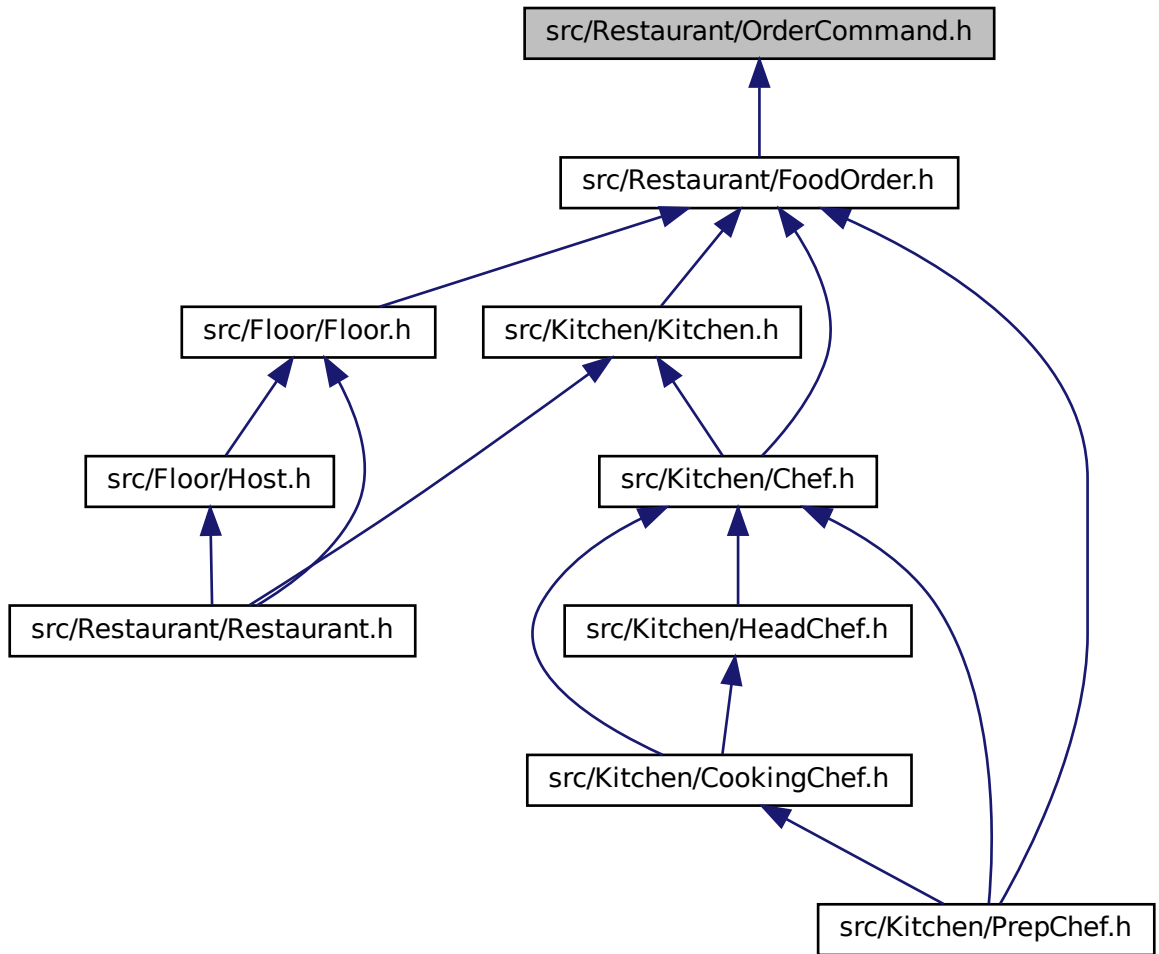 src/Restaurant/OrderCommand.h
src/Restaurant/FoodOrder.h
src/Floor/Floor.h
src/Kitchen/Kitchen.h
src/Floor/Host.h
src/Kitchen/Chef.h
src/Restaurant/Restaurant.h
src/Kitchen/HeadChef.h
src/Kitchen/CookingChef.h
src/Kitchen/PrepChef.h